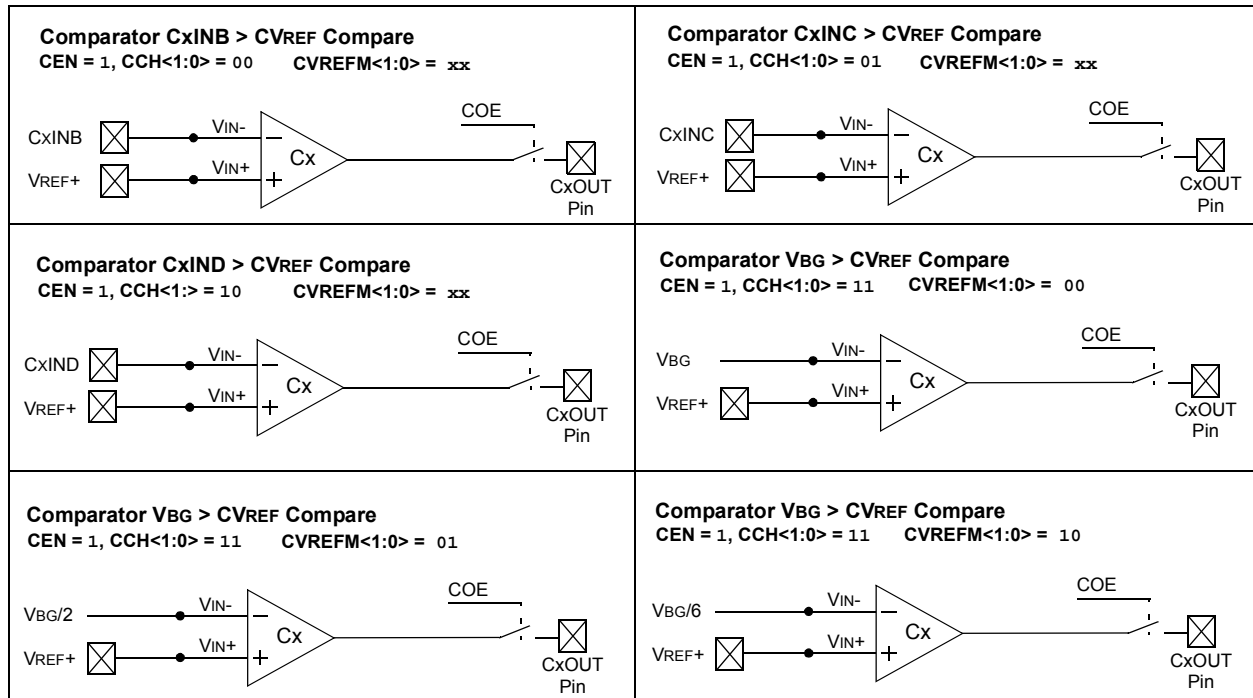 Comparator CxINB > CVREF Compare
CEN = 1, CCH<1:0> = 00 CVREFM<1:0> = xx
COE
CxINB
VIN-
–
Cx
VREF+
VIN+
+
CxOUT
Pin
Comparator CxINC > CVREF Compare
CEN = 1, CCH<1:0> = 01 CVREFM<1:0> = xx
COE
CxINC
VIN-
–
Cx
VREF+
VIN+
+
CxOUT
Pin
Comparator CxIND > CVREF Compare
CEN = 1, CCH<1:> = 10 CVREFM<1:0> = xx
COE
CxIND
VIN-
–
Cx
VREF+
VIN+
+
CxOUT
Pin
Comparator VBG > CVREF Compare
CEN = 1, CCH<1:0> = 11 CVREFM<1:0> = 00
COE
VBG
VIN-
–
Cx
VREF+
VIN+
+
CxOUT
Pin
Comparator VBG > CVREF Compare
CEN = 1, CCH<1:0> = 11 CVREFM<1:0> = 01
COE
VBG/2
VIN-
–
Cx
VREF+
VIN+
+
CxOUT
Pin
Comparator VBG > CVREF Compare
CEN = 1, CCH<1:0> = 11 CVREFM<1:0> = 10
COE
VBG/6
VIN-
–
Cx
VREF+
VIN+
+
CxOUT
Pin